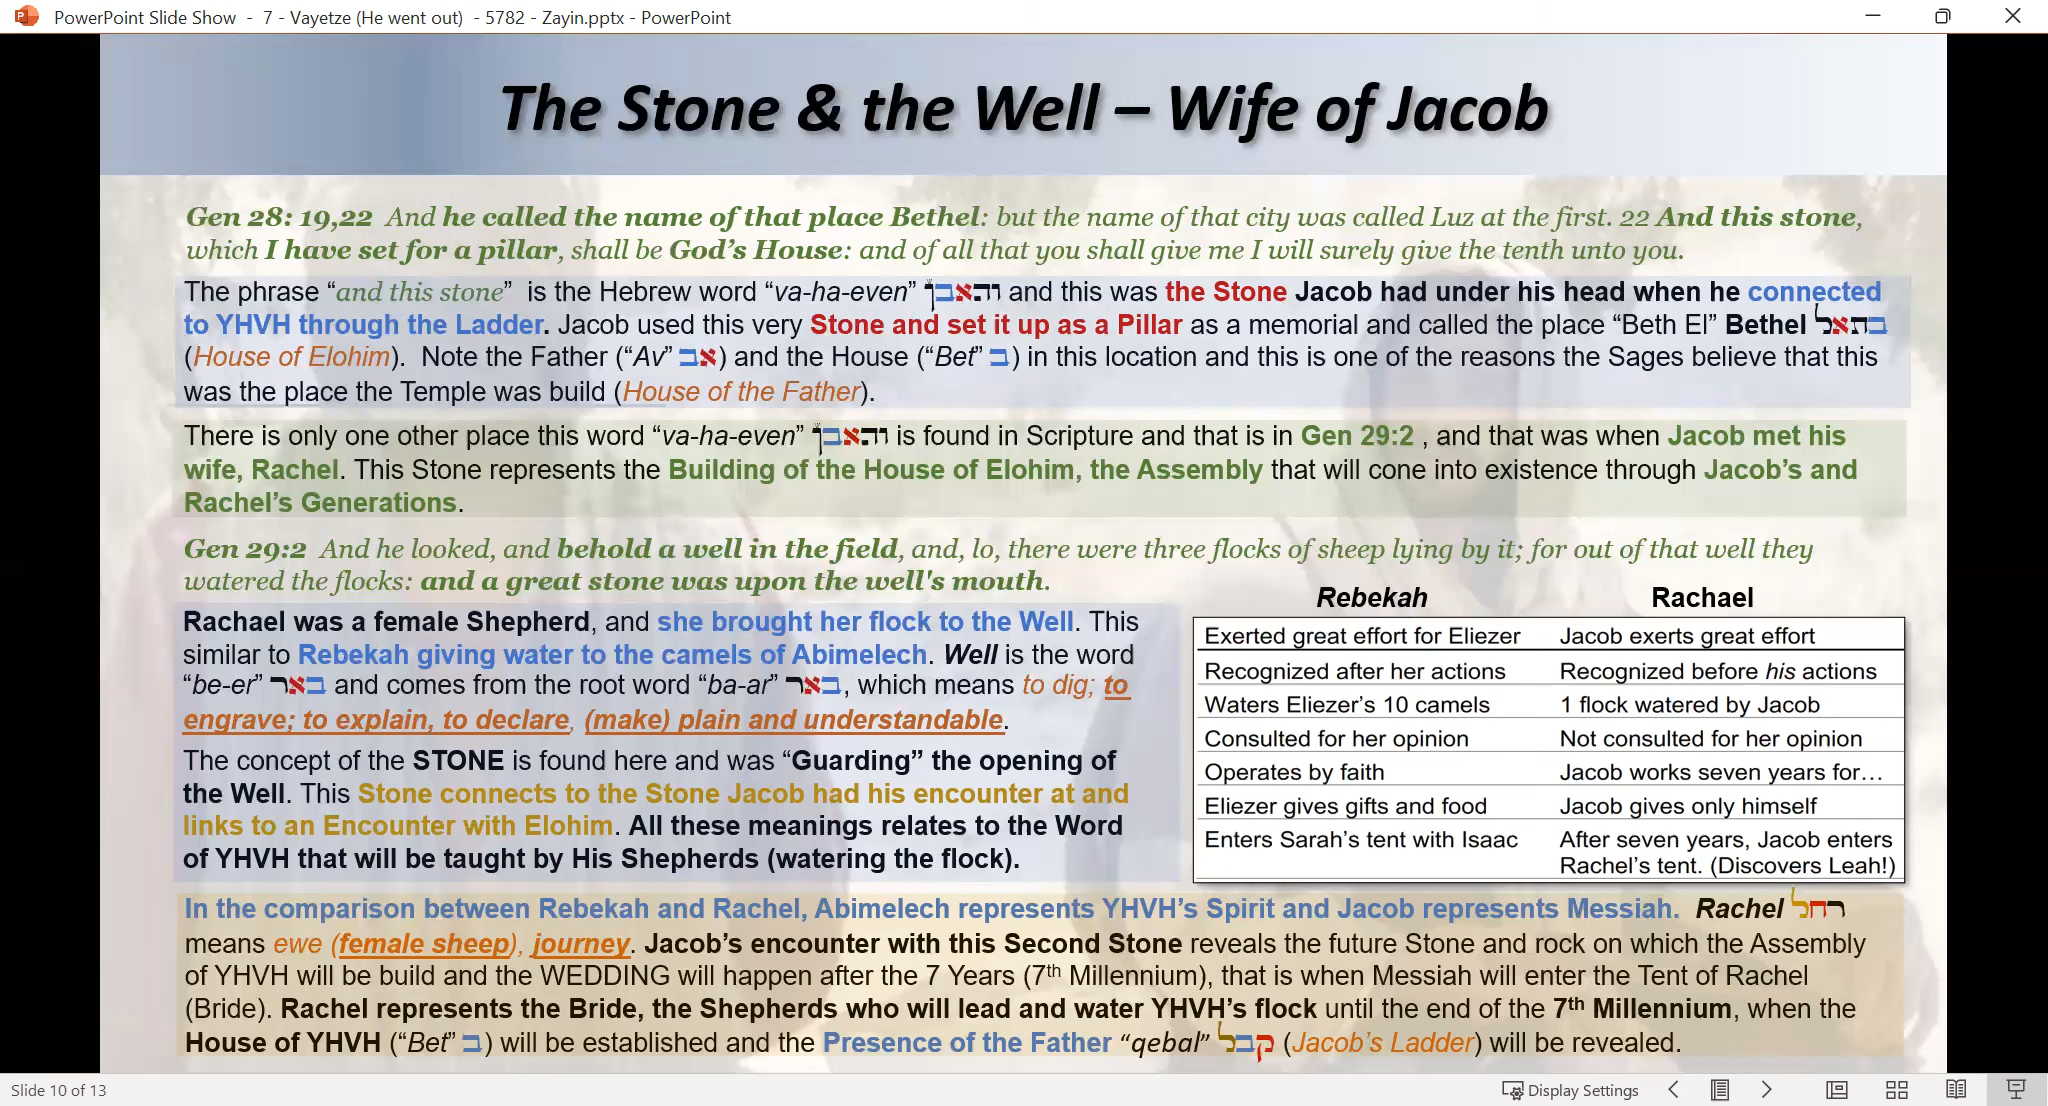 PowerPoint Slide Show - 7 - Vayetze (He went out) - 5782 - Zayin.pptx - PowerPoint
The Stone & the Well – Wife of Jacob
Gen 28: 19,22 And he called the name of that place Bethel: but the name of that city was called Luz at the first. 22 And this stone,
which I have set for a pillar, shall be God's House: and of all that you shall give me I will surely give the tenth unto you.
The phrase “and this stone” is the Hebrew word “va-ha-even” והאבן and this was the Stone Jacob had under his head when he connected
to YHVH through the Ladder. Jacob used this very Stone and set it up as a Pillar as a memorial and called the place “Beth El” Bethel בתאל
(House of Elohim). Note the Father (“Av” אב) and the House (“Bet” ב) in this location and this is one of the reasons the Sages believe that this
was the place the Temple was build (House of the Father).
There is only one other place this word “va-ha-even” והאבן is found in Scripture and that is in Gen 29:2 , and that was when Jacob met his
wife, Rachel. This Stone represents the Building of the House of Elohim, the Assembly that will cone into existence through Jacob's and
Rachel's Generations.
Gen 29:2 And he looked, and behold a well in the field, and, lo, there were three flocks of sheep lying by it; for out of that well they
watered the flocks: and a great stone was upon the well's mouth.
Rachael was a female Shepherd, and she brought her flock to the Well. This
similar to Rebekah giving water to the camels of Abimelech. Well is the word
“be-er” באר and comes from the root word “ba-ar” באר, which means to dig; to
engrave; to explain, to declare, (make) plain and understandable.
The concept of the STONE is found here and was “Guarding” the opening of
the Well. This Stone connects to the Stone Jacob had his encounter at and
links to an Encounter with Elohim. All these meanings relates to the Word
of YHVH that will be taught by His Shepherds (watering the flock).
Rebekah Rachael
Exerted great effort for Eliezer Jacob exerts great effort
Recognized after her actions Recognized before his actions
Waters Eliezer's 10 camels 1 flock watered by Jacob
Consulted for her opinion Not consulted for her opinion
Operates by faith Jacob works seven years for…
Eliezer gives gifts and food Jacob gives only himself
Enters Sarah's tent with Isaac After seven years, Jacob enters
Rachel's tent. (Discovers Leah!)
In the comparison between Rebekah and Rachel, Abimelech represents YHVH's Spirit and Jacob represents Messiah. Rachel רחל
means ewe (female sheep), journey. Jacob's encounter with this Second Stone reveals the future Stone and rock on which the Assembly
of YHVH will be build and the WEDDING will happen after the 7 Years (7th Millennium), that is when Messiah will enter the Tent of Rachel
(Bride). Rachel represents the Bride, the Shepherds who will lead and water YHVH's flock until the end of the 7th Millennium, when the
House of YHVH (“Bet” ב) will be established and the Presence of the Father “qebal” קבל (Jacob's Ladder) will be revealed.
Slide 10 of 13
Display Settings